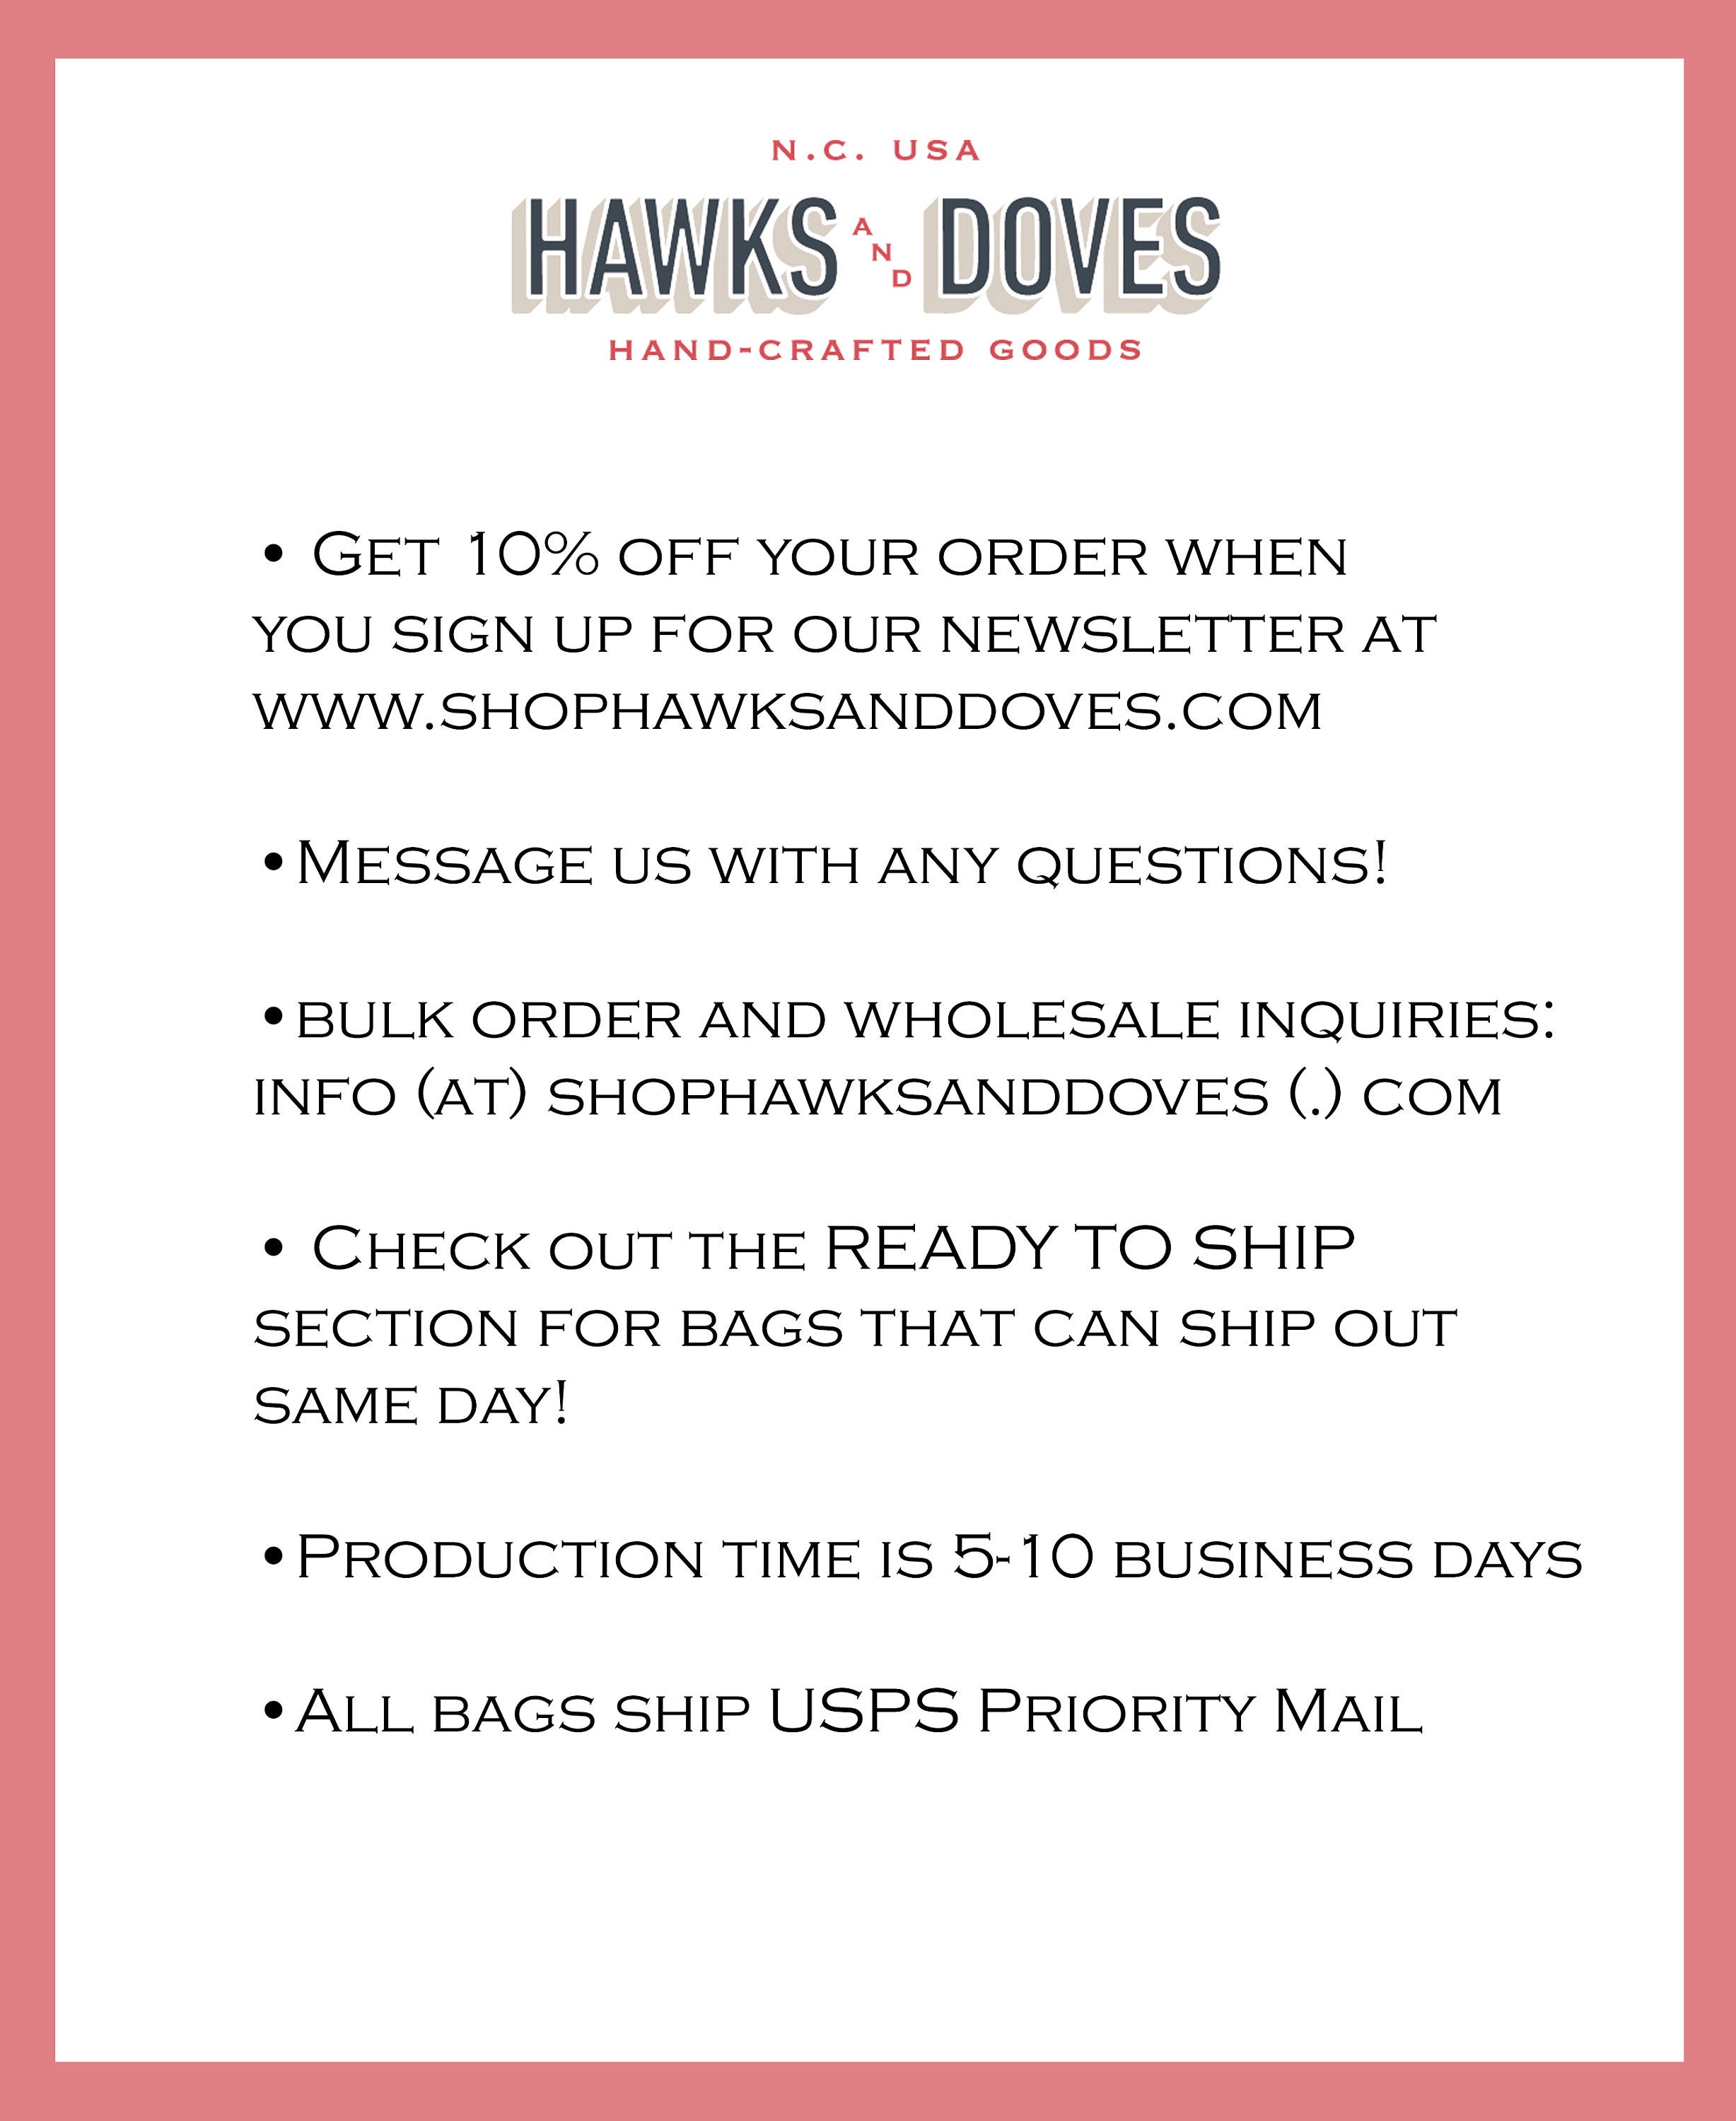 N.C. USA
HAWKS AND DOVES
HAND-CRAFTED GOODS
• Get 10% off your order when
you sign up for our newsletter at
www.shophawksanddoves.com
•Message us with any questions!
•bulk order and wholesale inquiries:
info (at) shophawksanddoves (.) com
• Check out the READY TO SHIP
section for bags that can ship out
same day!
•Production time is 5-10 business days
•All bags ship USPS Priority Mail